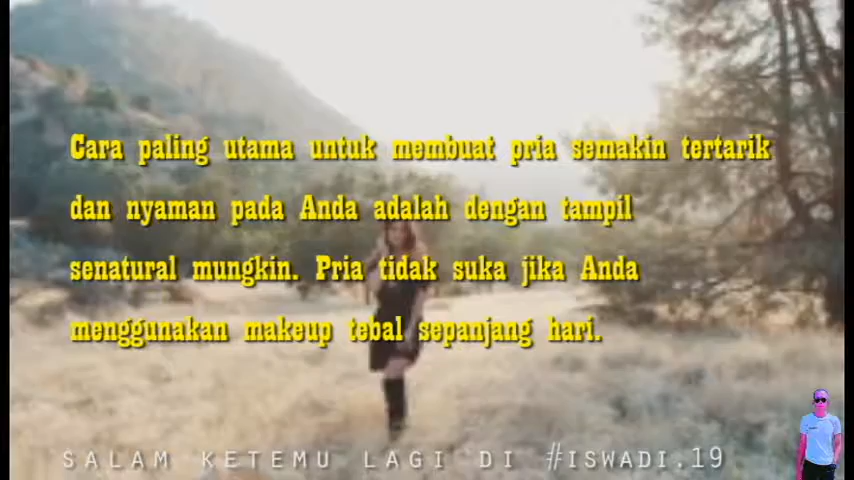 Cara paling utama untuk membuat pria semakin tertarik
dan nyaman pada Anda adalah dengan tampil
senatural mungkin. Pria tidak suka jika Anda
menggunakan makeup tebal sepanjang hari.
SALAM KETEMU LAGI DI #ISWADI.19